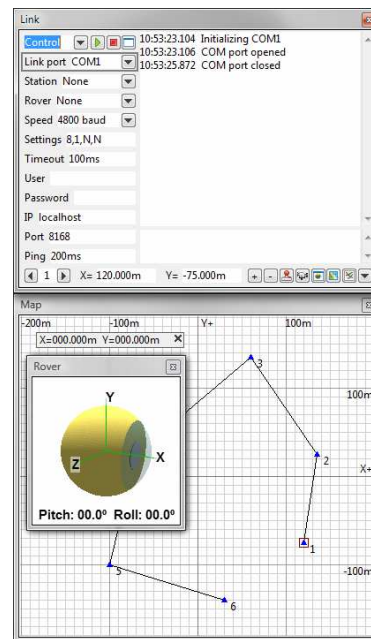 Link
Control
Link port COM1
Station None
Rover None
Speed 4800 baud
Settings 8,1,N,N
Timeout 100ms
User
Password
IP localhost
Port 8168
Ping 200ms
10:53:23.104 Initializing COM1
10:53:23.106 COM port opened
10:53:25.872 COM port closed
1 X= 120.000m Y= -75.000m + -
Map
-200m -100m Y+ 100m
X=000.000m Y=000.000m
3
Rover
100m
Y
2
X+
Z X
Pitch: 00.0º Roll: 00.0º
1
-100m
5
6